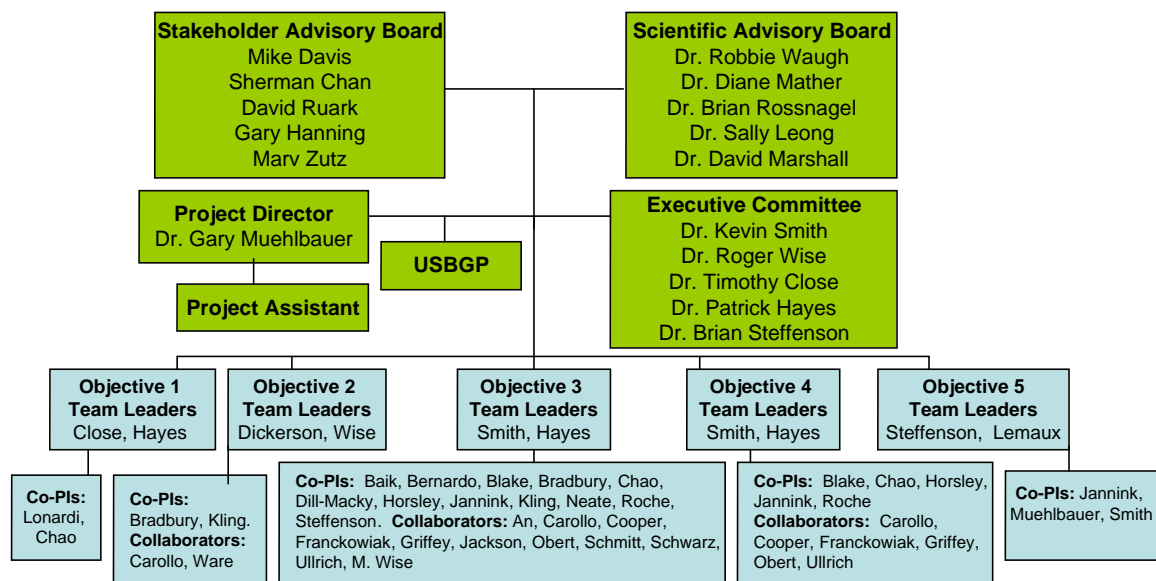 Stakeholder Advisory Board
Mike Davis
Sherman Chan
David Ruark
Gary Hanning
Marv Zutz
Scientific Advisory Board
Dr. Robbie Waugh
Dr. Diane Mather
Dr. Brian Rossnagel
Dr. Sally Leong
Dr. David Marshall
Project Director
Dr. Gary Muehlbauer
USBGP
Project Assistant
Executive Committee
Dr. Kevin Smith
Dr. Roger Wise
Dr. Timothy Close
Dr. Patrick Hayes
Dr. Brian Steffenson
Objective 1
Team Leaders
Close, Hayes
Objective 2
Team Leaders
Dickerson, Wise
Objective 3
Team Leaders
Smith, Hayes
Objective 4
Team Leaders
Smith, Hayes
Objective 5
Team Leaders
Steffenson, Lemaux
Co-PIs:
Lonardi,
Chao
Co-PIs:
Bradbury, Kling.
Collaborators:
Carollo, Ware
Co-PIs: Baik, Bernardo, Blake, Bradbury, Chao,
Dill-Macky, Horsley, Jannink, Kling, Neate, Roche,
Steffenson. Collaborators: An, Carollo, Cooper,
Franckowiak, Griffey, Jackson, Obert, Schmitt, Schwarz,
Ullrich, M. Wise
Co-PIs: Blake, Chao, Horsley,
Jannink, Roche
Collaborators: Carollo,
Cooper, Franckowiak, Griffey,
Obert, Ullrich
Co-PIs: Jannink,
Muehlbauer, Smith